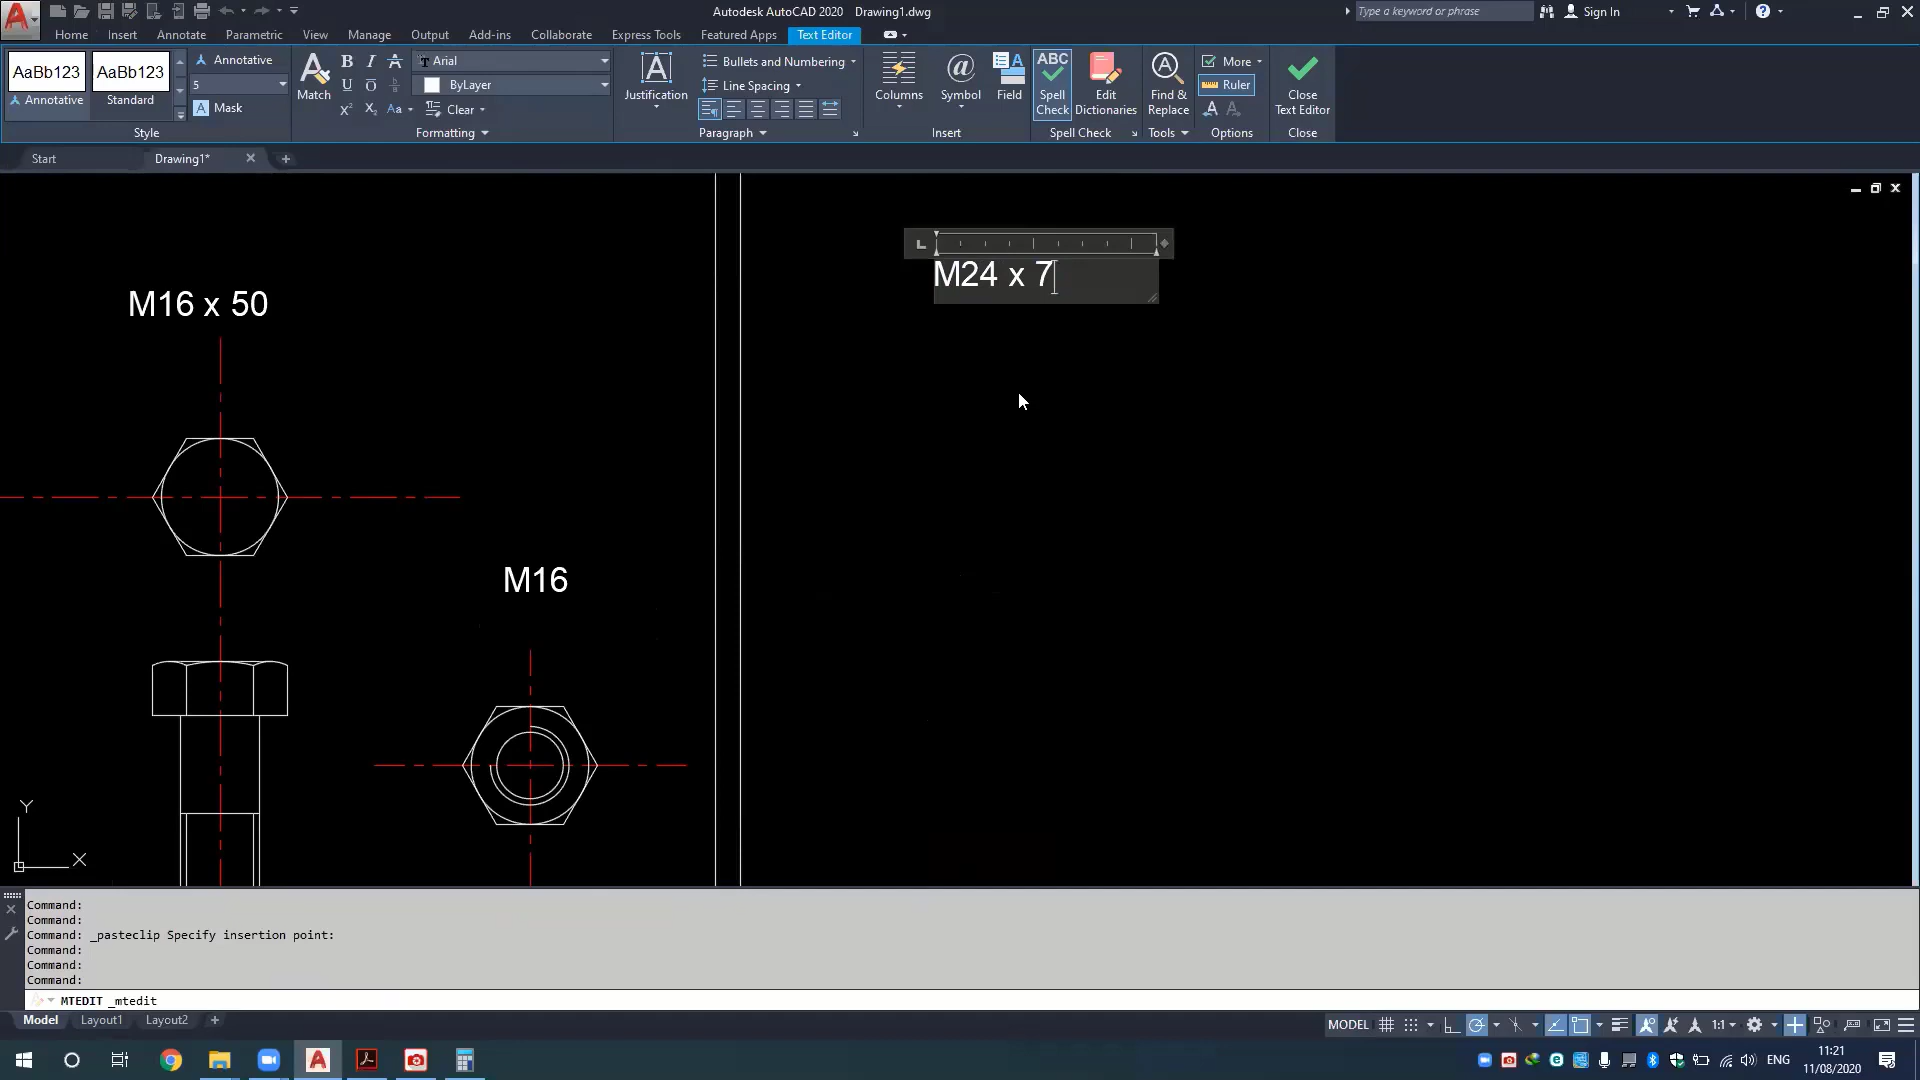 Autodesk AutoCAD 2020 Drawing1.dwg
Type a keyword or phrase
Sign In
Home Insert Annotate Parametric View Manage Output Add-ins Collaborate Express Tools Featured Apps Text Editor
AaBb123 AaBb123
Annotative Standard
Annotative
5
Mask
Style
Match
Arial
ByLayer
Clear
Formatting
Justification
Bullets and Numbering
Line Spacing
Paragraph
Columns
Symbol
Field
Insert
ABC
Spell
Check
Edit
Dictionaries
Spell Check
Find &
Replace
Tools
More
Ruler
Options
Close
Text Editor
Close
Start Drawing1*
M24 x 7
M16 x 50
M16
Y
X
Command:
Command:
Command: _pasteclip Specify insertion point:
Command:
Command:
Command:
MTEDIT _mtedit
Model Layout1 Layout2 +
MODEL 1:1
ENG
11:21
11/08/2020